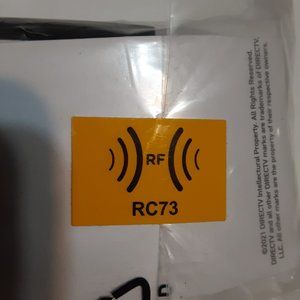 RF
RC73
©2021 DIRECTV Intellectural Property. All Rights Reserved.
DIRECTV and all other DIRECTV marks are trademarks of DIRECTV,
LLC. All other marks are the property of their respective owners.